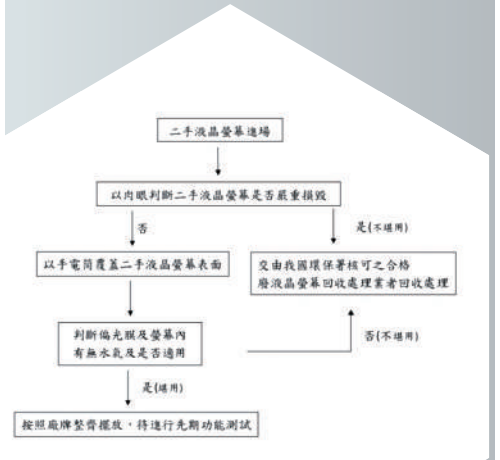 二手液晶螢幕進場
以肉眼判斷二手液晶螢幕是否嚴重損毀
否
是(不堪用)
以手電筒覆蓋二手液晶螢幕表面
交由我國環保署核可之合格
廢液晶螢幕回收處理業者回收處理
判斷偏光膜及螢幕內
有無水氣及是否適用
否(不堪用)
是(堪用)
按照廠牌整齊擺放，待進行先期功能測試